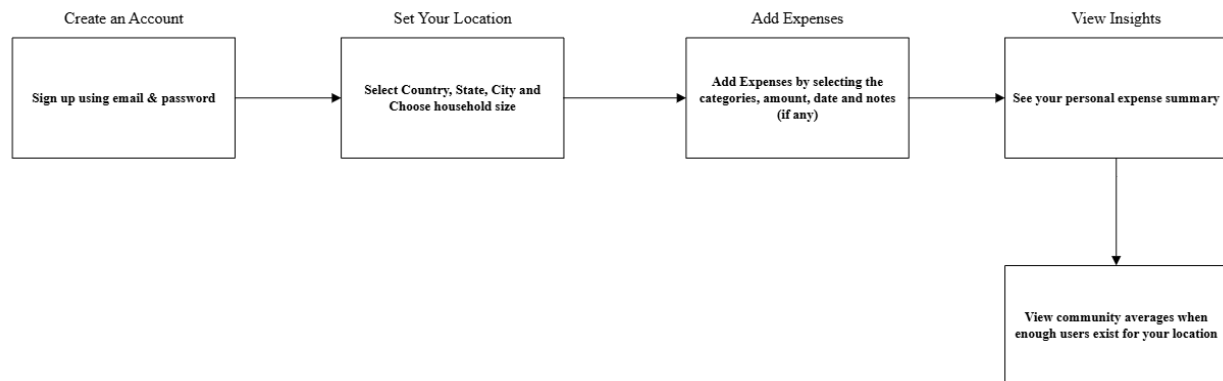 Create an Account
Set Your Location
Add Expenses
View Insights
Sign up using email & password
Select Country, State, City and
Choose household size
Add Expenses by selecting the
categories, amount, date and notes
(if any)
See your personal expense summary
View community averages when
enough users exist for your location